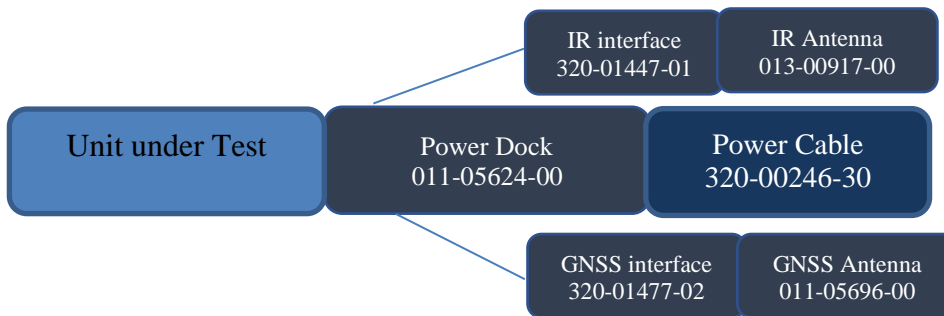 IR interface
320-01447-01
IR Antenna
013-00917-00
Unit under Test
Power Dock
011-05624-00
Power Cable
320-00246-30
GNSS interface
320-01477-02
GNSS Antenna
011-05696-00